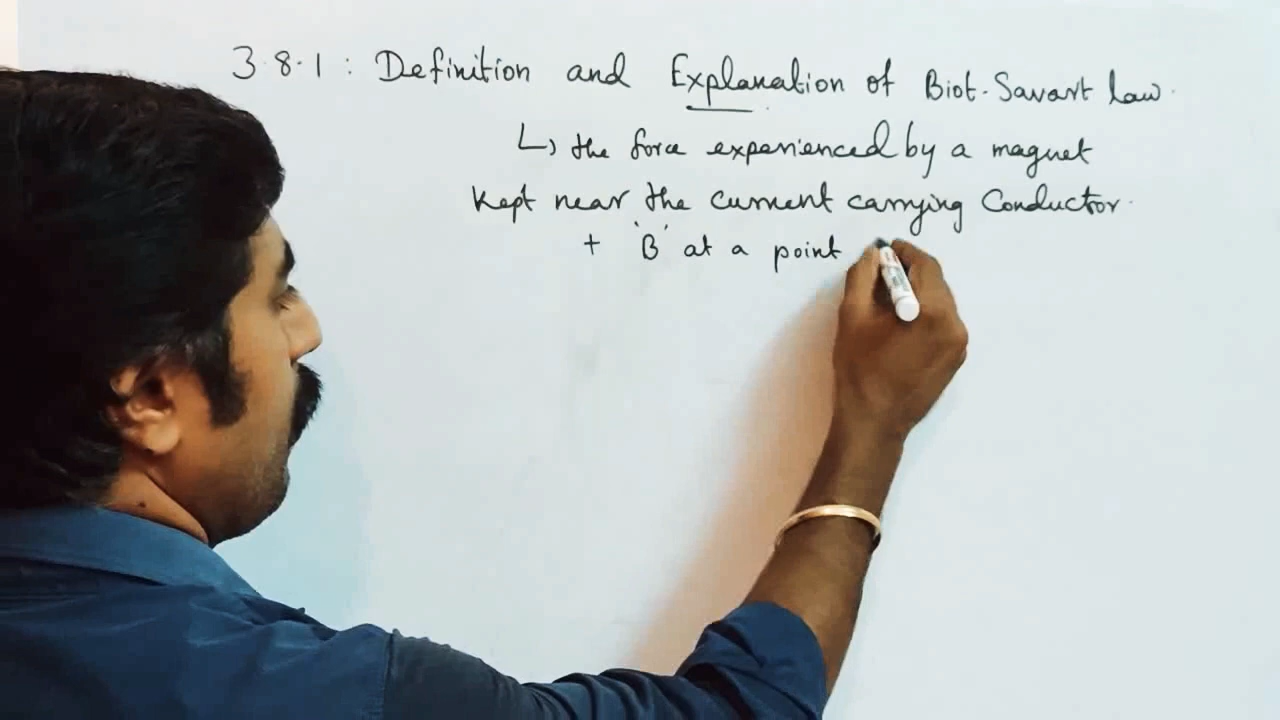 3.8.1 : Definition and Explanation of Biot-Savart law.
↳ the force experienced by a magnet
kept near the current carrying Conductor.
+ 'B' at a point